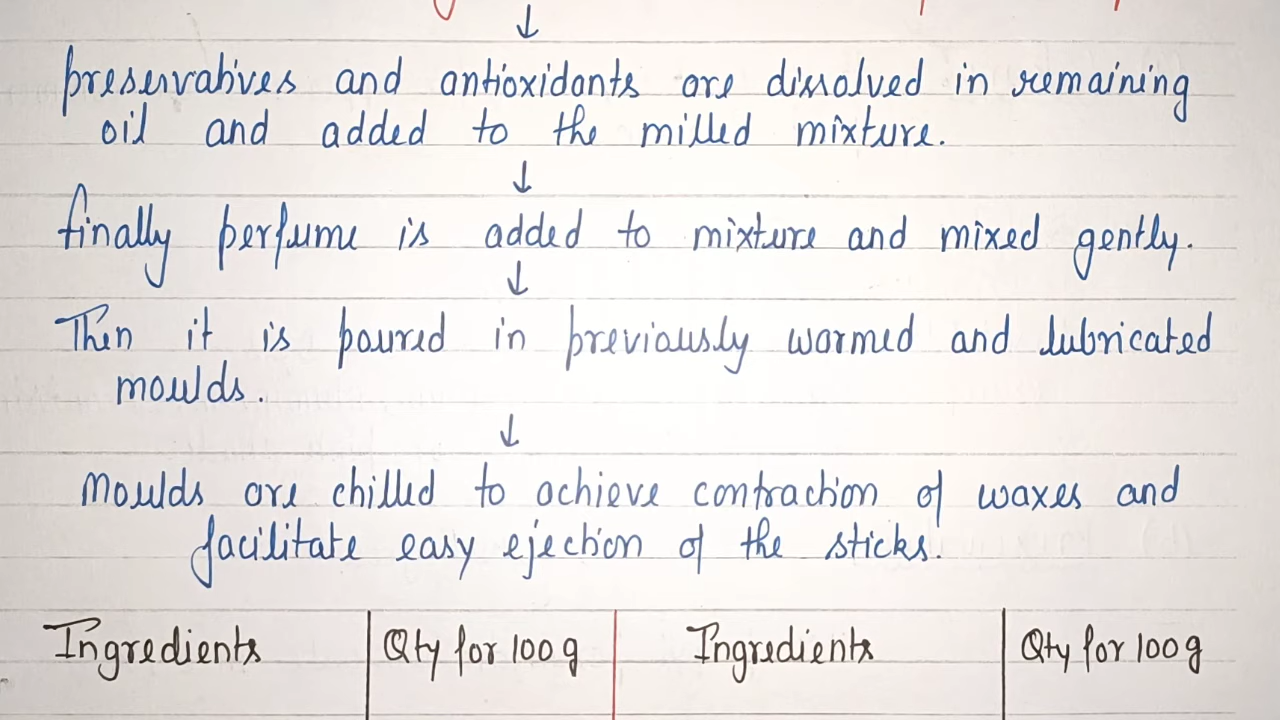 ↓
preservatives and antioxidants are dissolved in remaining
oil and added to the milled mixture.
↓
finally perfume is added to mixture and mixed gently.
↓
Then it is poured in previously warmed and lubricated
moulds.
↓
Moulds are chilled to achieve contraction of waxes and
facilitate easy ejection of the sticks.
Ingredients Qty for 100g Ingredients Qty for 100g